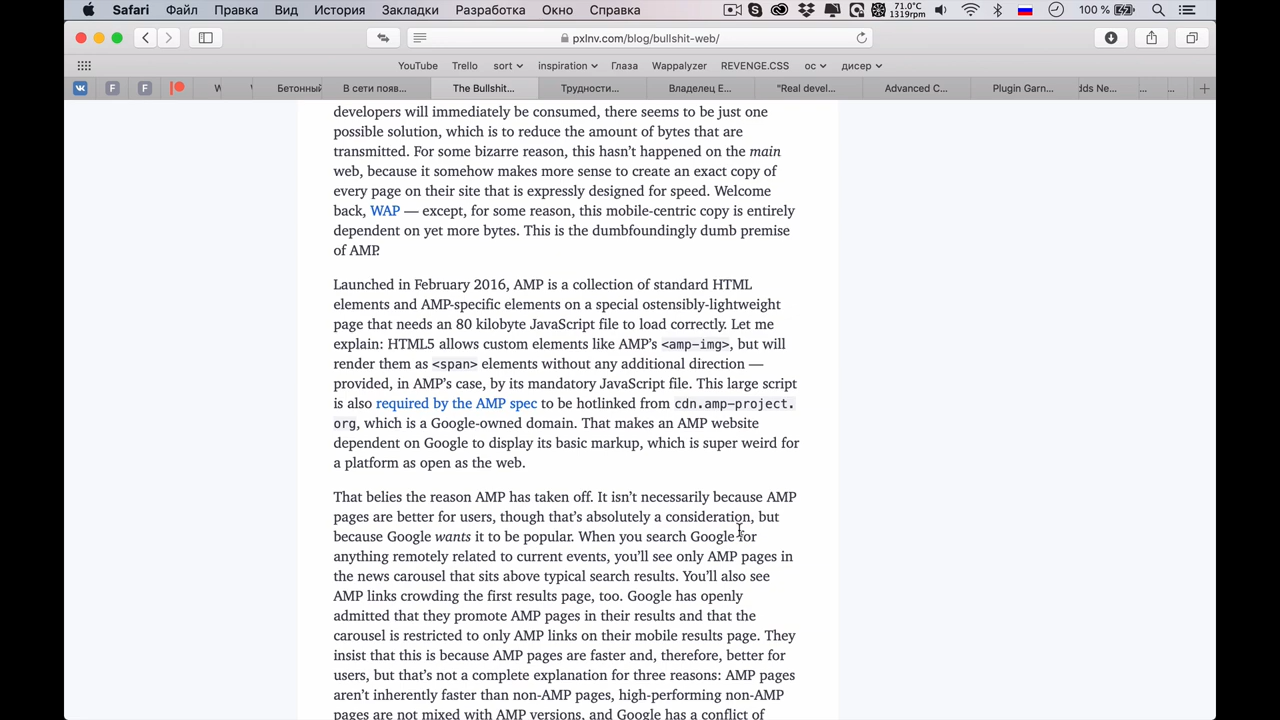 Safari Файл Правка Вид История Закладки Разработка Окно Справка 71.0°C 1319rpm 100 %
pxlnv.com/blog/bullshit-web/
YouTube Trello sort inspiration Глаза Wappalyzer REVENGE.CSS ос дисер
Бетонный В сети появ... The Bullshit... Трудности... Владелец Е... "Real devel... Advanced C... Plugin Garn... dds Ne...
developers will immediately be consumed, there seems to be just one
possible solution, which is to reduce the amount of bytes that are
transmitted. For some bizarre reason, this hasn’t happened on the main
web, because it somehow makes more sense to create an exact copy of
every page on their site that is expressly designed for speed. Welcome
back, WAP — except, for some reason, this mobile-centric copy is entirely
dependent on yet more bytes. This is the dumbfoundingly dumb premise
of AMP.
Launched in February 2016, AMP is a collection of standard HTML
elements and AMP-specific elements on a special ostensibly-lightweight
page that needs an 80 kilobyte JavaScript file to load correctly. Let me
explain: HTML5 allows custom elements like AMP’s <amp-img>, but will
render them as <span> elements without any additional direction —
provided, in AMP’s case, by its mandatory JavaScript file. This large script
is also required by the AMP spec to be hotlinked from cdn.amp-project.
org, which is a Google-owned domain. That makes an AMP website
dependent on Google to display its basic markup, which is super weird for
a platform as open as the web.
That belies the reason AMP has taken off. It isn’t necessarily because AMP
pages are better for users, though that’s absolutely a consideration, but
because Google wants it to be popular. When you search Google for
anything remotely related to current events, you’ll see only AMP pages in
the news carousel that sits above typical search results. You’ll also see
AMP links crowding the first results page, too. Google has openly
admitted that they promote AMP pages in their results and that the
carousel is restricted to only AMP links on their mobile results page. They
insist that this is because AMP pages are faster and, therefore, better for
users, but that’s not a complete explanation for three reasons: AMP pages
aren’t inherently faster than non-AMP pages, high-performing non-AMP
pages are not mixed with AMP versions, and Google has a conflict of